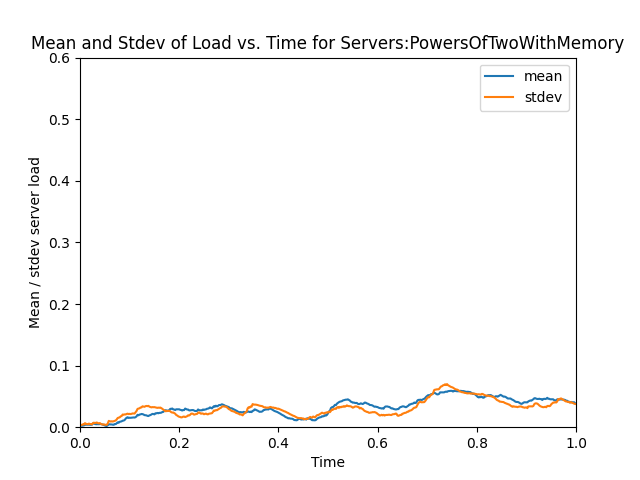 Mean and Stdev of Load vs. Time for Servers:PowersOfTwoWithMemory
mean
stdev
Mean / stdev server load
0.6
0.5
0.4
0.3
0.2
0.1
0.0
0.0 0.2 0.4 0.6 0.8 1.0
Time